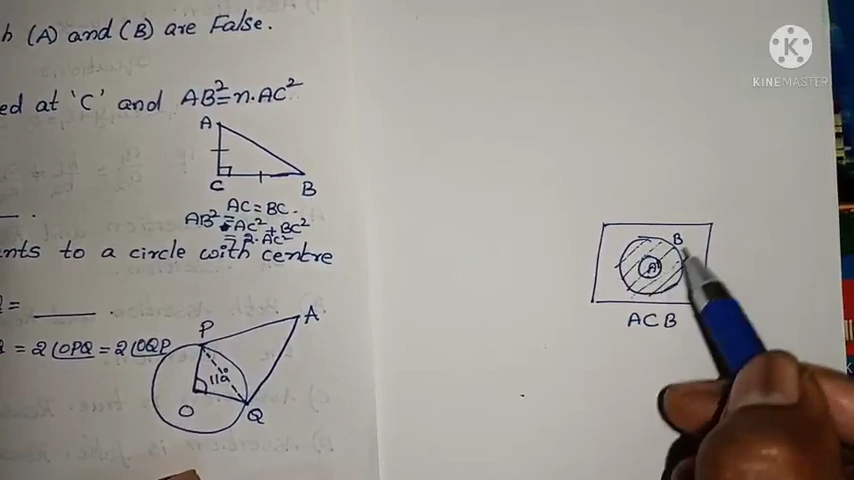 h (A) and (B) are False.
ed at 'C' and AB²=n.AC²
A
C
B
AC = BC.
AB² = AC² + BC²
= 2.AC²
nts to a circle with centre
Q = ____.
Q = 2∠OPQ = 2∠OQP
P
A
110°
O
Q
B
A
ACB
K
KINEMASTER